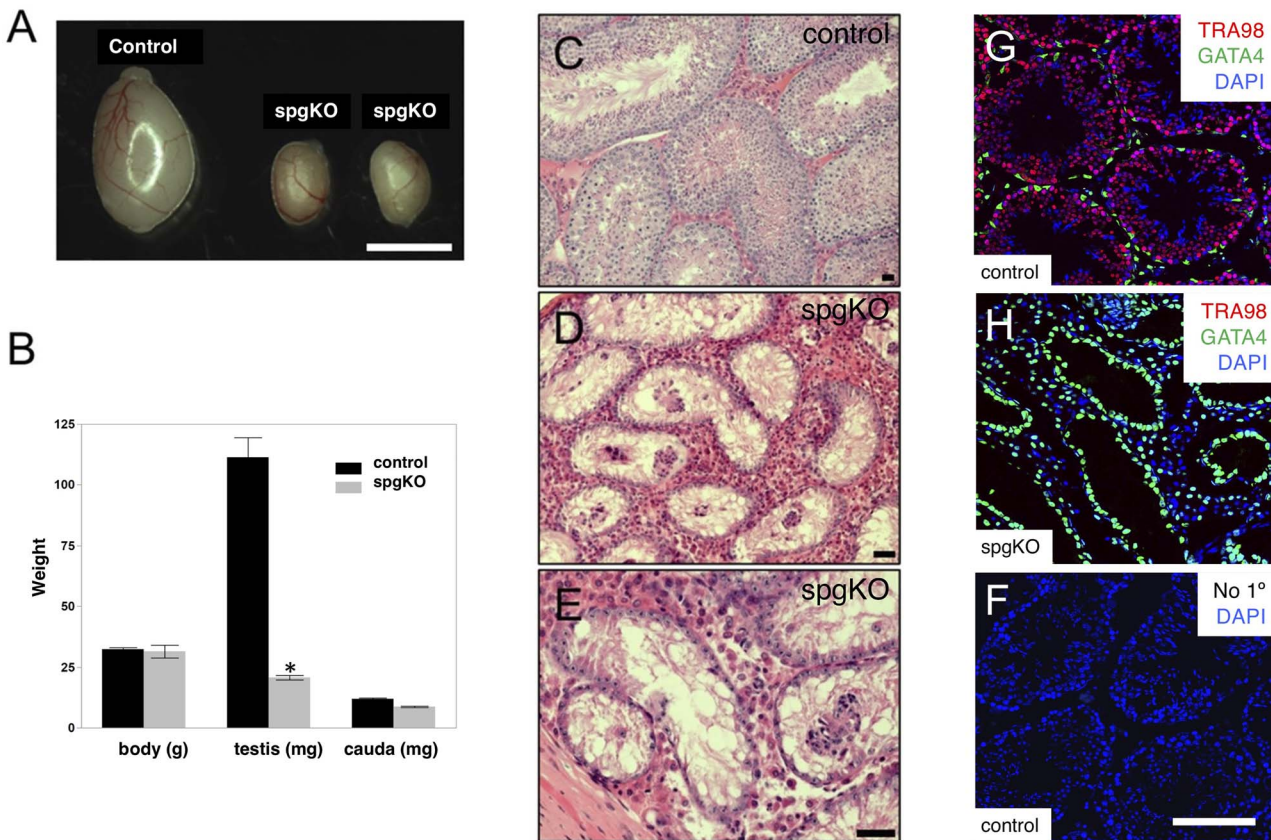 A
Control
spgKO
spgKO
B
125
100
75
50
25
0
Weight
control
spgKO
*
body (g)
testis (mg)
cauda (mg)
C
control
D
spgKO
E
spgKO
G
TRA98
GATA4
DAPI
control
H
TRA98
GATA4
DAPI
spgKO
F
No 1º
DAPI
control